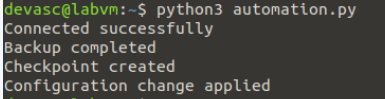 devasc@labvm:~$ python3 automation.py
Connected successfully
Backup completed
Checkpoint created
Configuration change applied